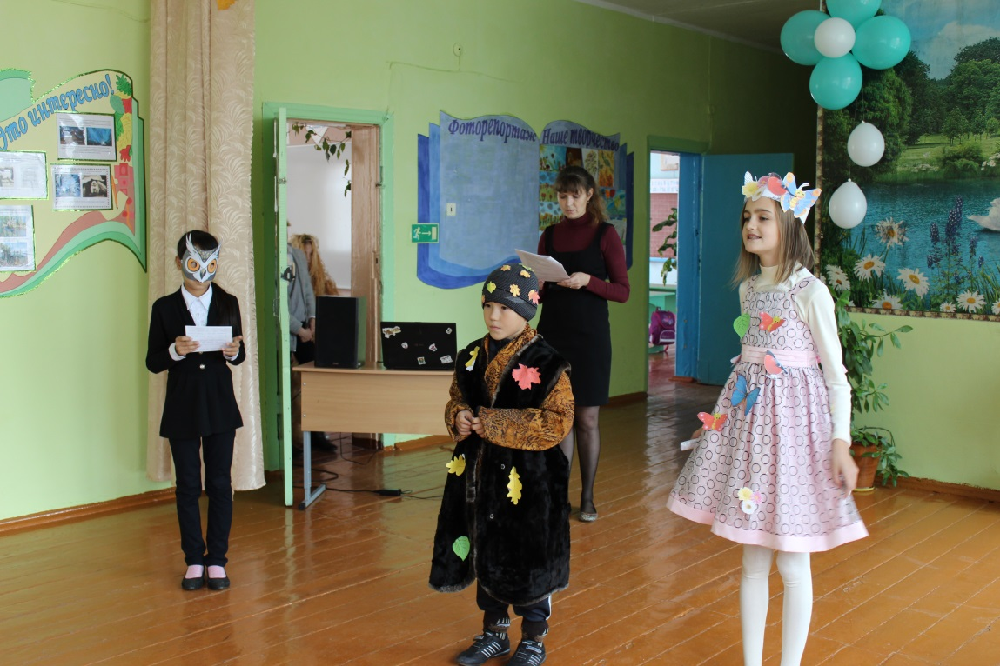 Это интересно!
Фоторепортаж
Наше творчество